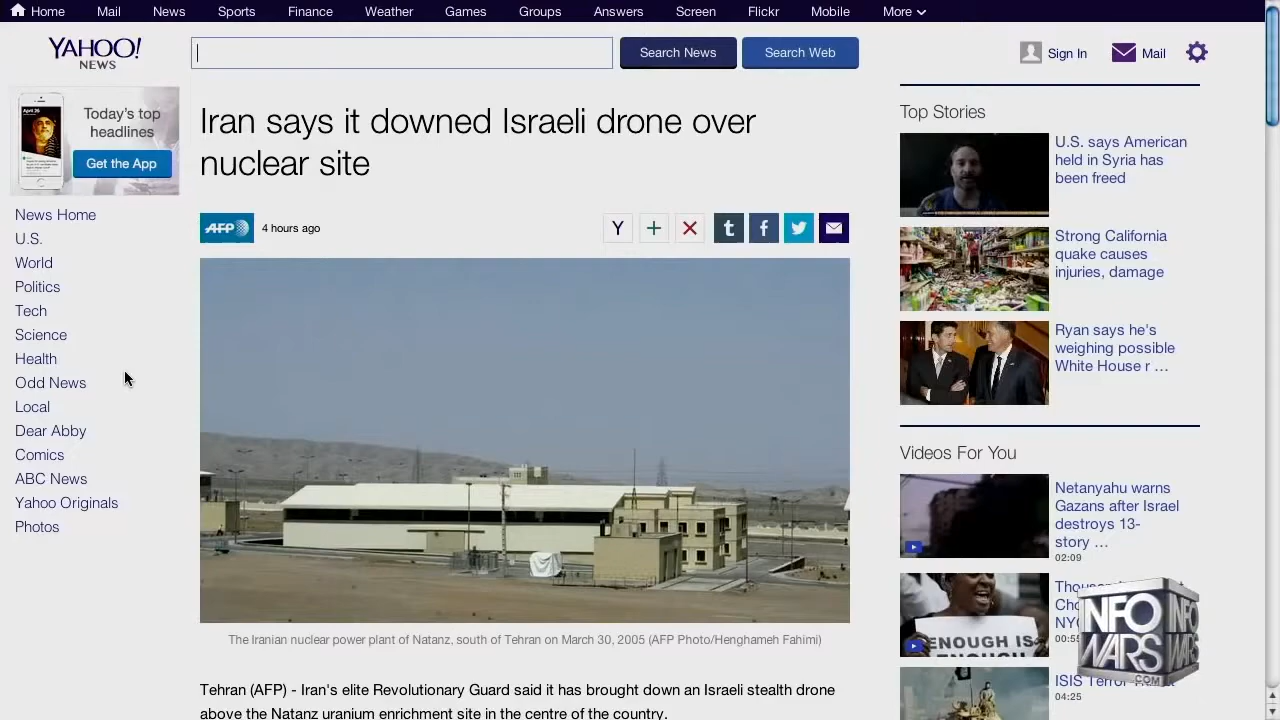 Home
Mail
News
Sports
Finance
Weather
Games
Groups
Answers
Screen
Flickr
Mobile
More
YAHOO!
NEWS
Search News
Search Web
Sign In
Mail
Today's top
headlines
Get the App
News Home
U.S.
World
Politics
Tech
Science
Health
Odd News
Local
Dear Abby
Comics
ABC News
Yahoo Originals
Photos
Iran says it downed Israeli drone over
nuclear site
AFP
4 hours ago
Y
t
f
The Iranian nuclear power plant of Natanz, south of Tehran on March 30, 2005 (AFP Photo/Henghameh Fahimi)
Tehran (AFP) - Iran's elite Revolutionary Guard said it has brought down an Israeli stealth drone
above the Natanz uranium enrichment site in the centre of the country.
Top Stories
U.S. says American
held in Syria has
been freed
Strong California
quake causes
injuries, damage
Ryan says he's
weighing possible
White House r ...
Videos For You
Netanyahu warns
Gazans after Israel
destroys 13-
story ...
02:09
ENOUGH IS
ENOUGH
ISIS Terror
04:25
INFO
WARS
.COM
INFO
WARS